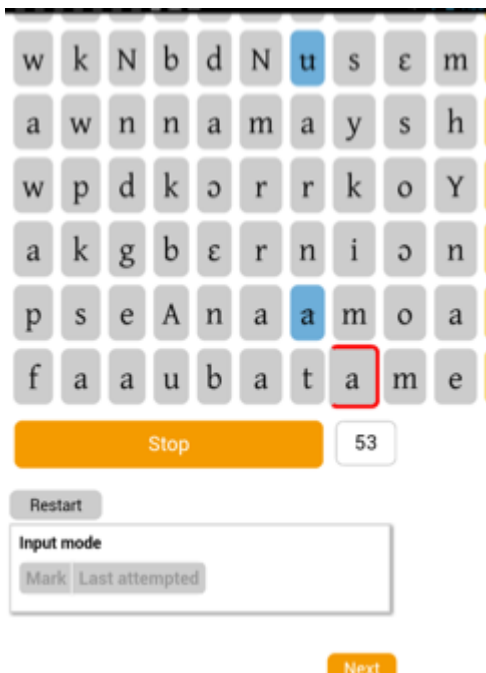 w k N b d N u s ɛ m
a w n n a m a y s h
w p d k ɔ r r k o Y
a k g b ɛ r n i ɔ n
p s e A n a a m o a
f a a u b a t a m e
Stop 53
Restart
Input mode
Mark Last attempted
Next